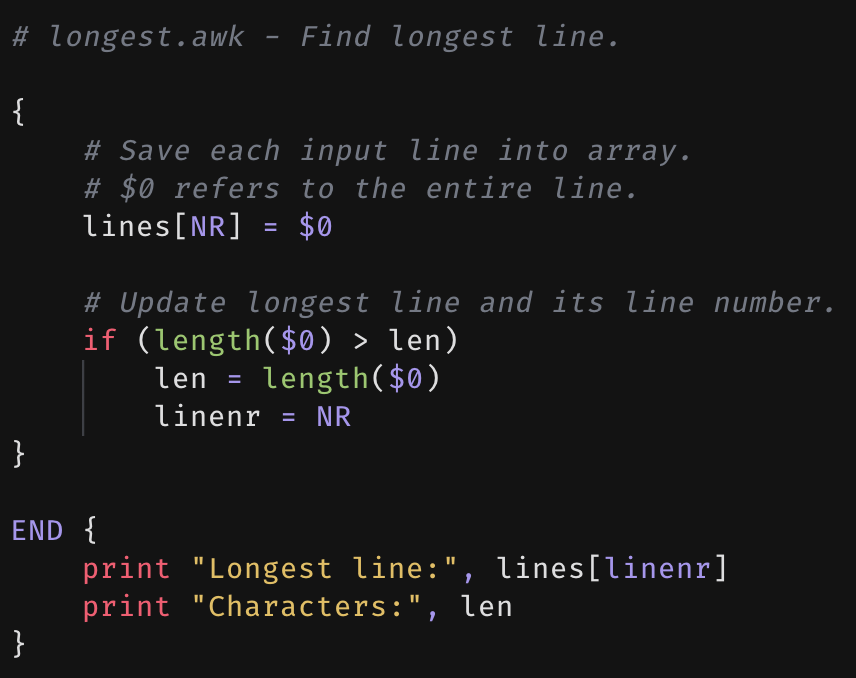 # longest.awk - Find longest line.

{
    # Save each input line into array.
    # $0 refers to the entire line.
    lines[NR] = $0

    # Update longest line and its line number.
    if (length($0) > len)
        len = length($0)
        linenr = NR
}

END {
    print "Longest line:", lines[linenr]
    print "Characters:", len
}